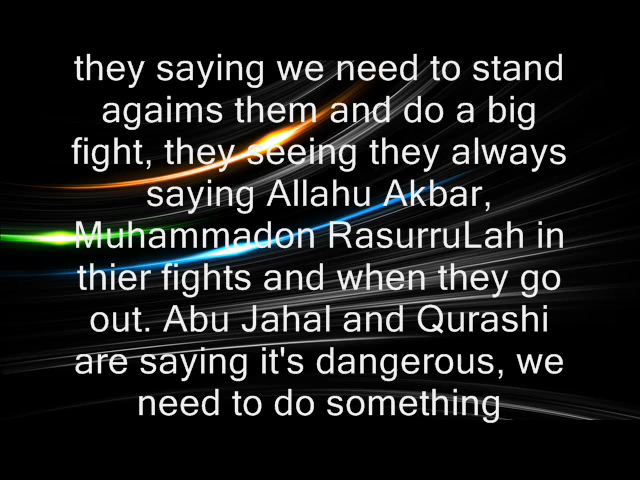 they saying we need to stand
agaims them and do a big
fight, they seeing they always
saying Allahu Akbar,
Muhammadon RasurruLah in
thier fights and when they go
out. Abu Jahal and Qurashi
are saying it's dangerous, we
need to do something